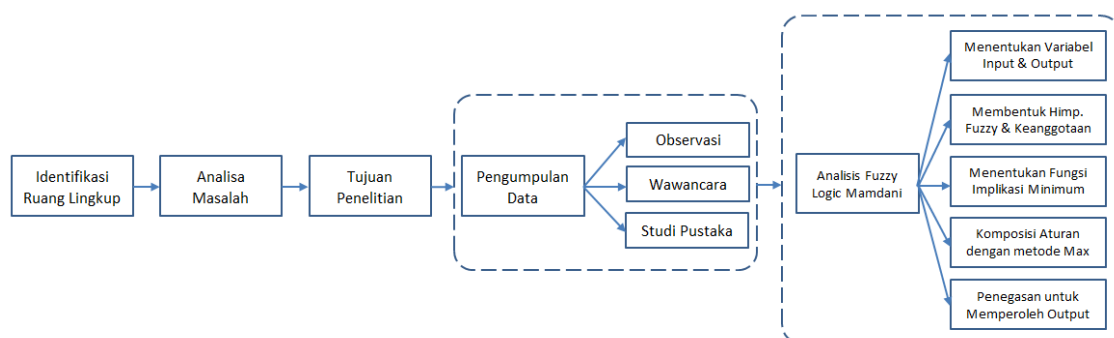 Identifikasi
Ruang Lingkup
Analisa
Masalah
Tujuan
Penelitian
Pengumpulan
Data
Observasi
Wawancara
Studi Pustaka
Analisis Fuzzy
Logic Mamdani
Menentukan Variabel
Input & Output
Membentuk Himp.
Fuzzy & Keanggotaan
Menentukan Fungsi
Implikasi Minimum
Komposisi Aturan
dengan metode Max
Penegasan untuk
Memperoleh Output